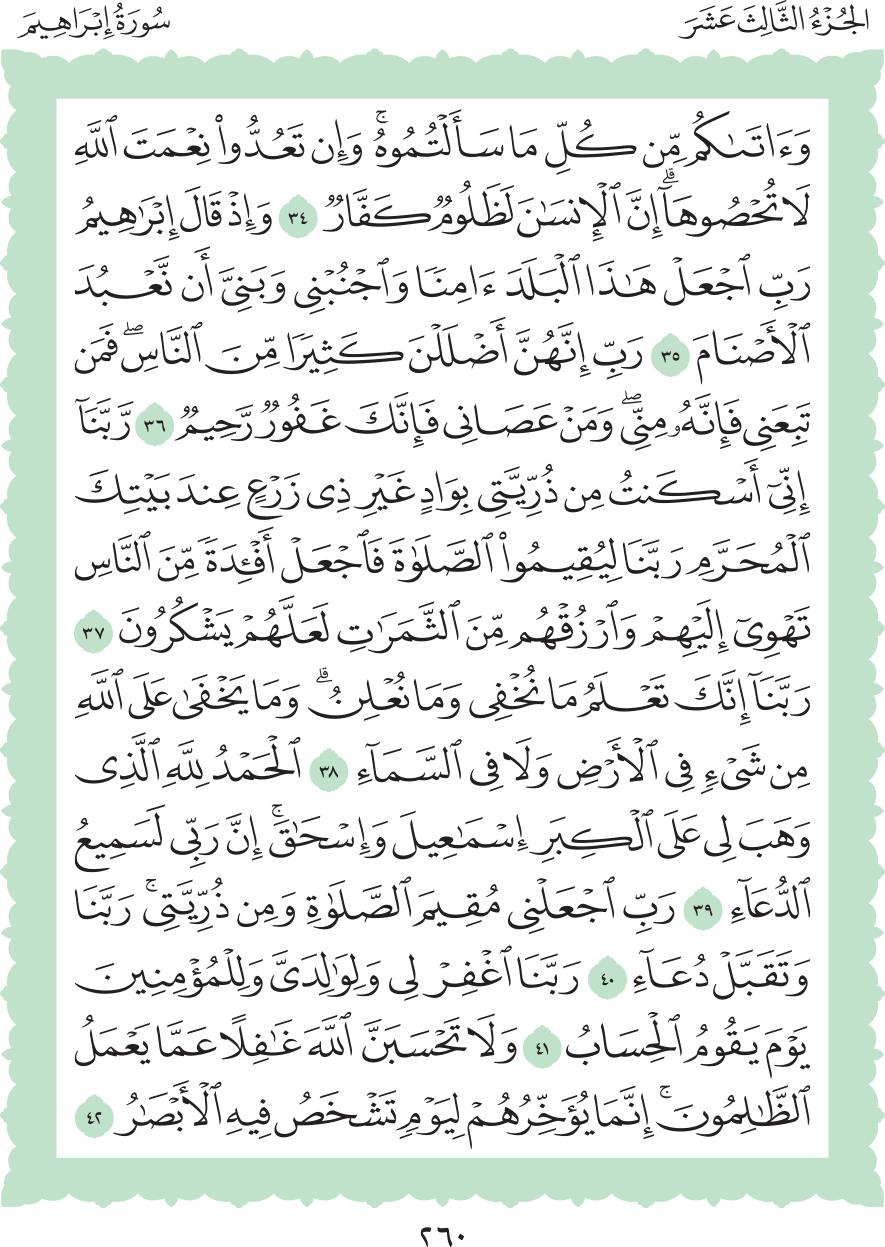 الجُزْءُ الثَّالِثَ عَشَرَ
سُورَةُ إِبْرَاهِيمَ
وَءَاتَىٰكُم مِّن كُلِّ مَا سَأَلْتُمُوهُۚ وَإِن تَعُدُّوا۟ نِعْمَتَ ٱللَّهِ
لَا تُحْصُوهَآۗ إِنَّ ٱلْإِنسَٰنَ لَظَلُومٌ كَفَّارٌ ٣٤ وَإِذْ قَالَ إِبْرَٰهِيمُ
رَبِّ ٱجْعَلْ هَٰذَا ٱلْبَلَدَ ءَامِنًا وَٱجْنُبْنِى وَبَنِىَّ أَن نَّعْبُدَ
ٱلْأَصْنَامَ ٣٥ رَبِّ إِنَّهُنَّ أَضْلَلْنَ كَثِيرًا مِّنَ ٱلنَّاسِۖ فَمَن
تَبِعَنِى فَإِنَّهُۥ مِنِّىۖ وَمَنْ عَصَانِى فَإِنَّكَ غَفُورٌ رَّحِيمٌ ٣٦ رَّبَّنَآ
إِنِّىٓ أَسْكَنتُ مِن ذُرِّيَّتِى بِوَادٍ غَيْرِ ذِى زَرْعٍ عِندَ بَيْتِكَ
ٱلْمُحَرَّمِ رَبَّنَا لِيُقِيمُوا۟ ٱلصَّلَوٰةَ فَٱجْعَلْ أَفْـِٔدَةً مِّنَ ٱلنَّاسِ
تَهْوِىٓ إِلَيْهِمْ وَٱرْزُقْهُم مِّنَ ٱلثَّمَرَٰتِ لَعَلَّهُمْ يَشْكُرُونَ ٣٧
رَبَّنَآ إِنَّكَ تَعْلَمُ مَا نُخْفِى وَمَا نُعْلِنُۗ وَمَا يَخْفَىٰ عَلَى ٱللَّهِ
مِن شَىْءٍ فِى ٱلْأَرْضِ وَلَا فِى ٱلسَّمَآءِ ٣٨ ٱلْحَمْدُ لِلَّهِ ٱلَّذِى
وَهَبَ لِى عَلَى ٱلْكِبَرِ إِسْمَٰعِيلَ وَإِسْحَٰقَۚ إِنَّ رَبِّى لَسَمِيعُ
ٱلدُّعَآءِ ٣٩ رَبِّ ٱجْعَلْنِى مُقِيمَ ٱلصَّلَوٰةِ وَمِن ذُرِّيَّتِىۚ رَبَّنَا
وَتَقَبَّلْ دُعَآءِ ٤٠ رَبَّنَا ٱغْفِرْ لِى وَلِوَٰلِدَىَّ وَلِلْمُؤْمِنِينَ
يَوْمَ يَقُومُ ٱلْحِسَابُ ٤١ وَلَا تَحْسَبَنَّ ٱللَّهَ غَٰفِلًا عَمَّا يَعْمَلُ
ٱلظَّٰلِمُونَۚ إِنَّمَا يُؤَخِّرُهُمْ لِيَوْمٍ تَشْخَصُ فِيهِ ٱلْأَبْصَٰرُ ٤٢
٢٦٠